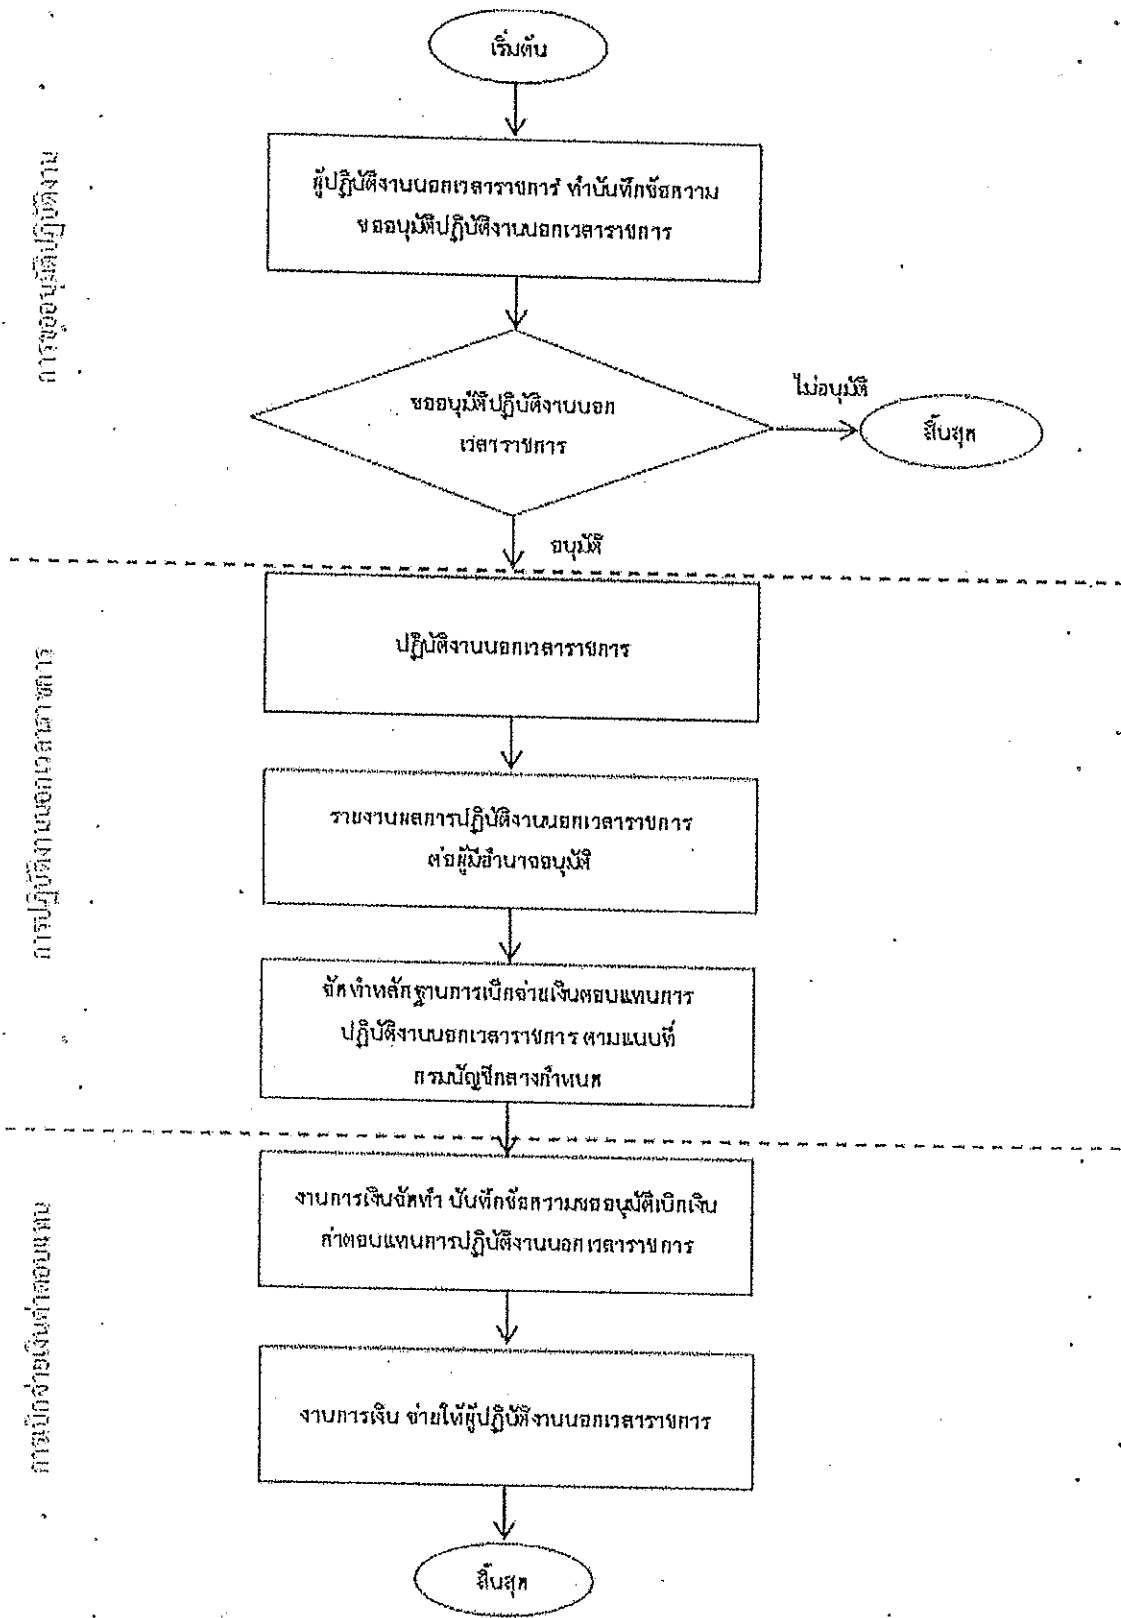 เริ่มต้น
การขออนุมัติปฏิบัติงาน
ผู้ปฏิบัติงานนอกเวลาราชการ ทำบันทึกข้อความ
ขออนุมัติปฏิบัติงานนอกเวลาราชการ
ขออนุมัติปฏิบัติงานนอก
เวลาราชการ
ไม่อนุมัติ
สิ้นสุด
อนุมัติ
การปฏิบัติงานนอกเวลาราชการ
ปฏิบัติงานนอกเวลาราชการ
รายงานผลการปฏิบัติงานนอกเวลาราชการ
ต่อผู้มีอำนาจอนุมัติ
จัดทำหลักฐานการเบิกจ่ายเงินตอบแทนการ
ปฏิบัติงานนอกเวลาราชการ ตามแบบที่
กรมบัญชีกลางกำหนด
การเบิกจ่ายเงินค่าตอบแทน
งานการเงินจัดทำ บันทึกข้อความขออนุมัติเบิกเงิน
ค่าตอบแทนการปฏิบัติงานนอกเวลาราชการ
งานการเงิน จ่ายให้ผู้ปฏิบัติงานนอกเวลาราชการ
สิ้นสุด